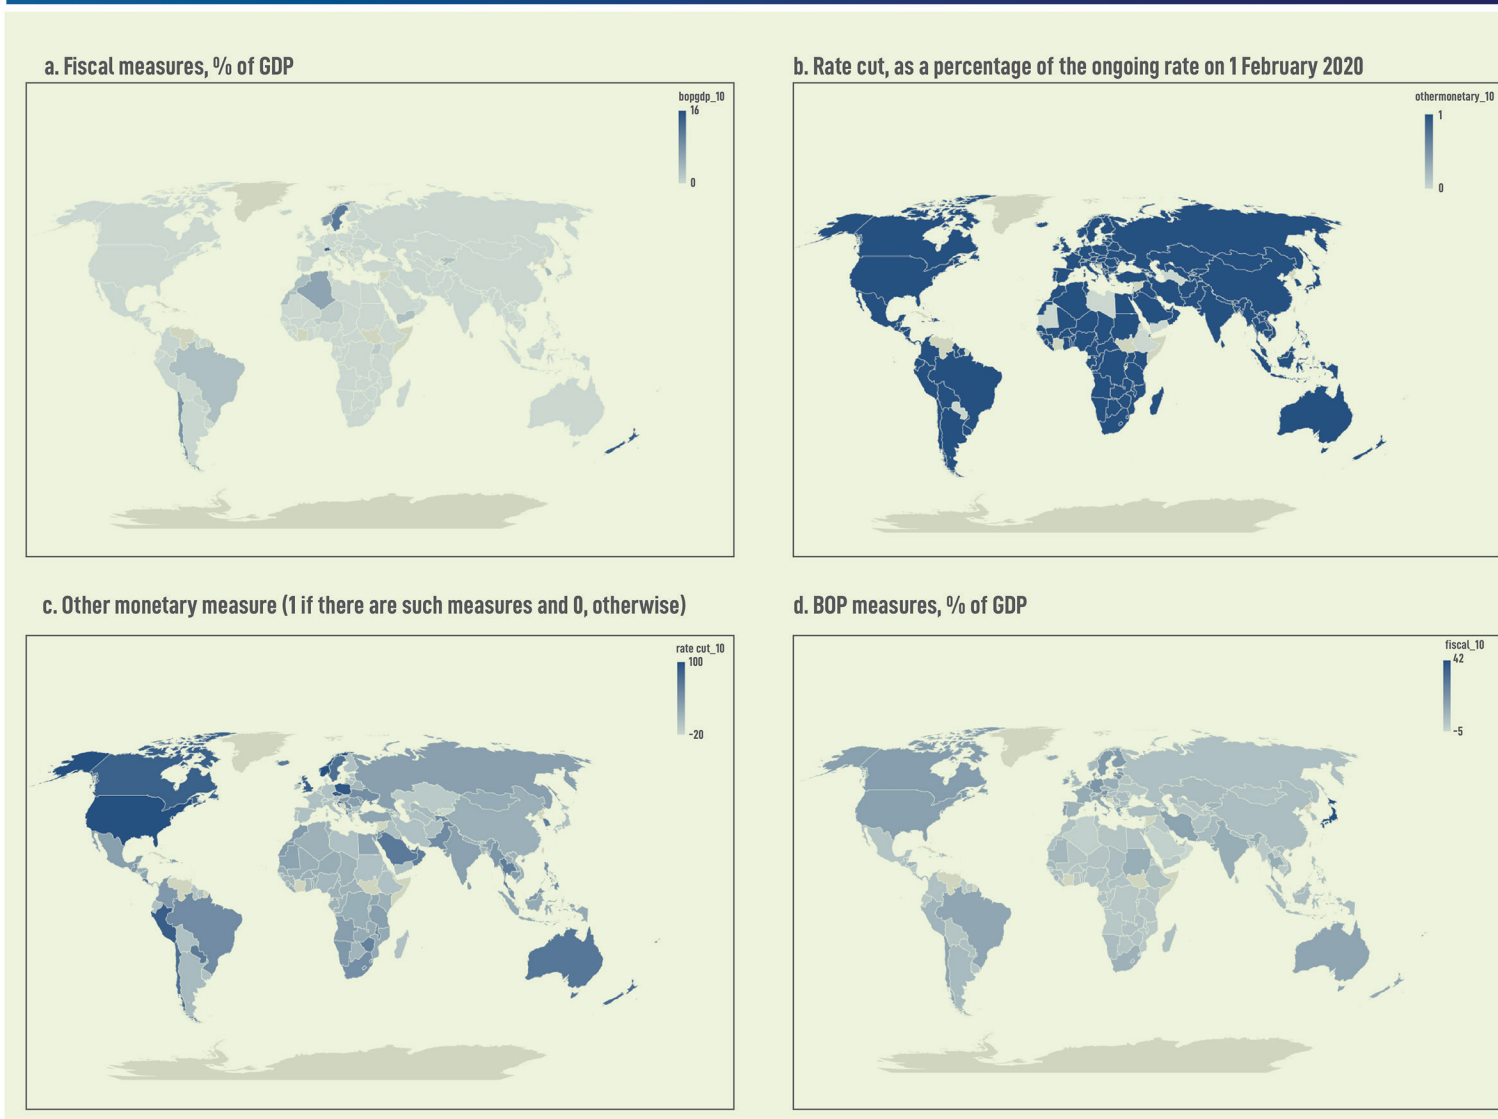 a. Fiscal measures, % of GDP
bopgdp_10
16
0
b. Rate cut, as a percentage of the ongoing rate on 1 February 2020
othermonetary_10
1
0
c. Other monetary measure (1 if there are such measures and 0, otherwise)
rate cut_10
100
-20
d. BOP measures, % of GDP
fiscal_10
42
-5